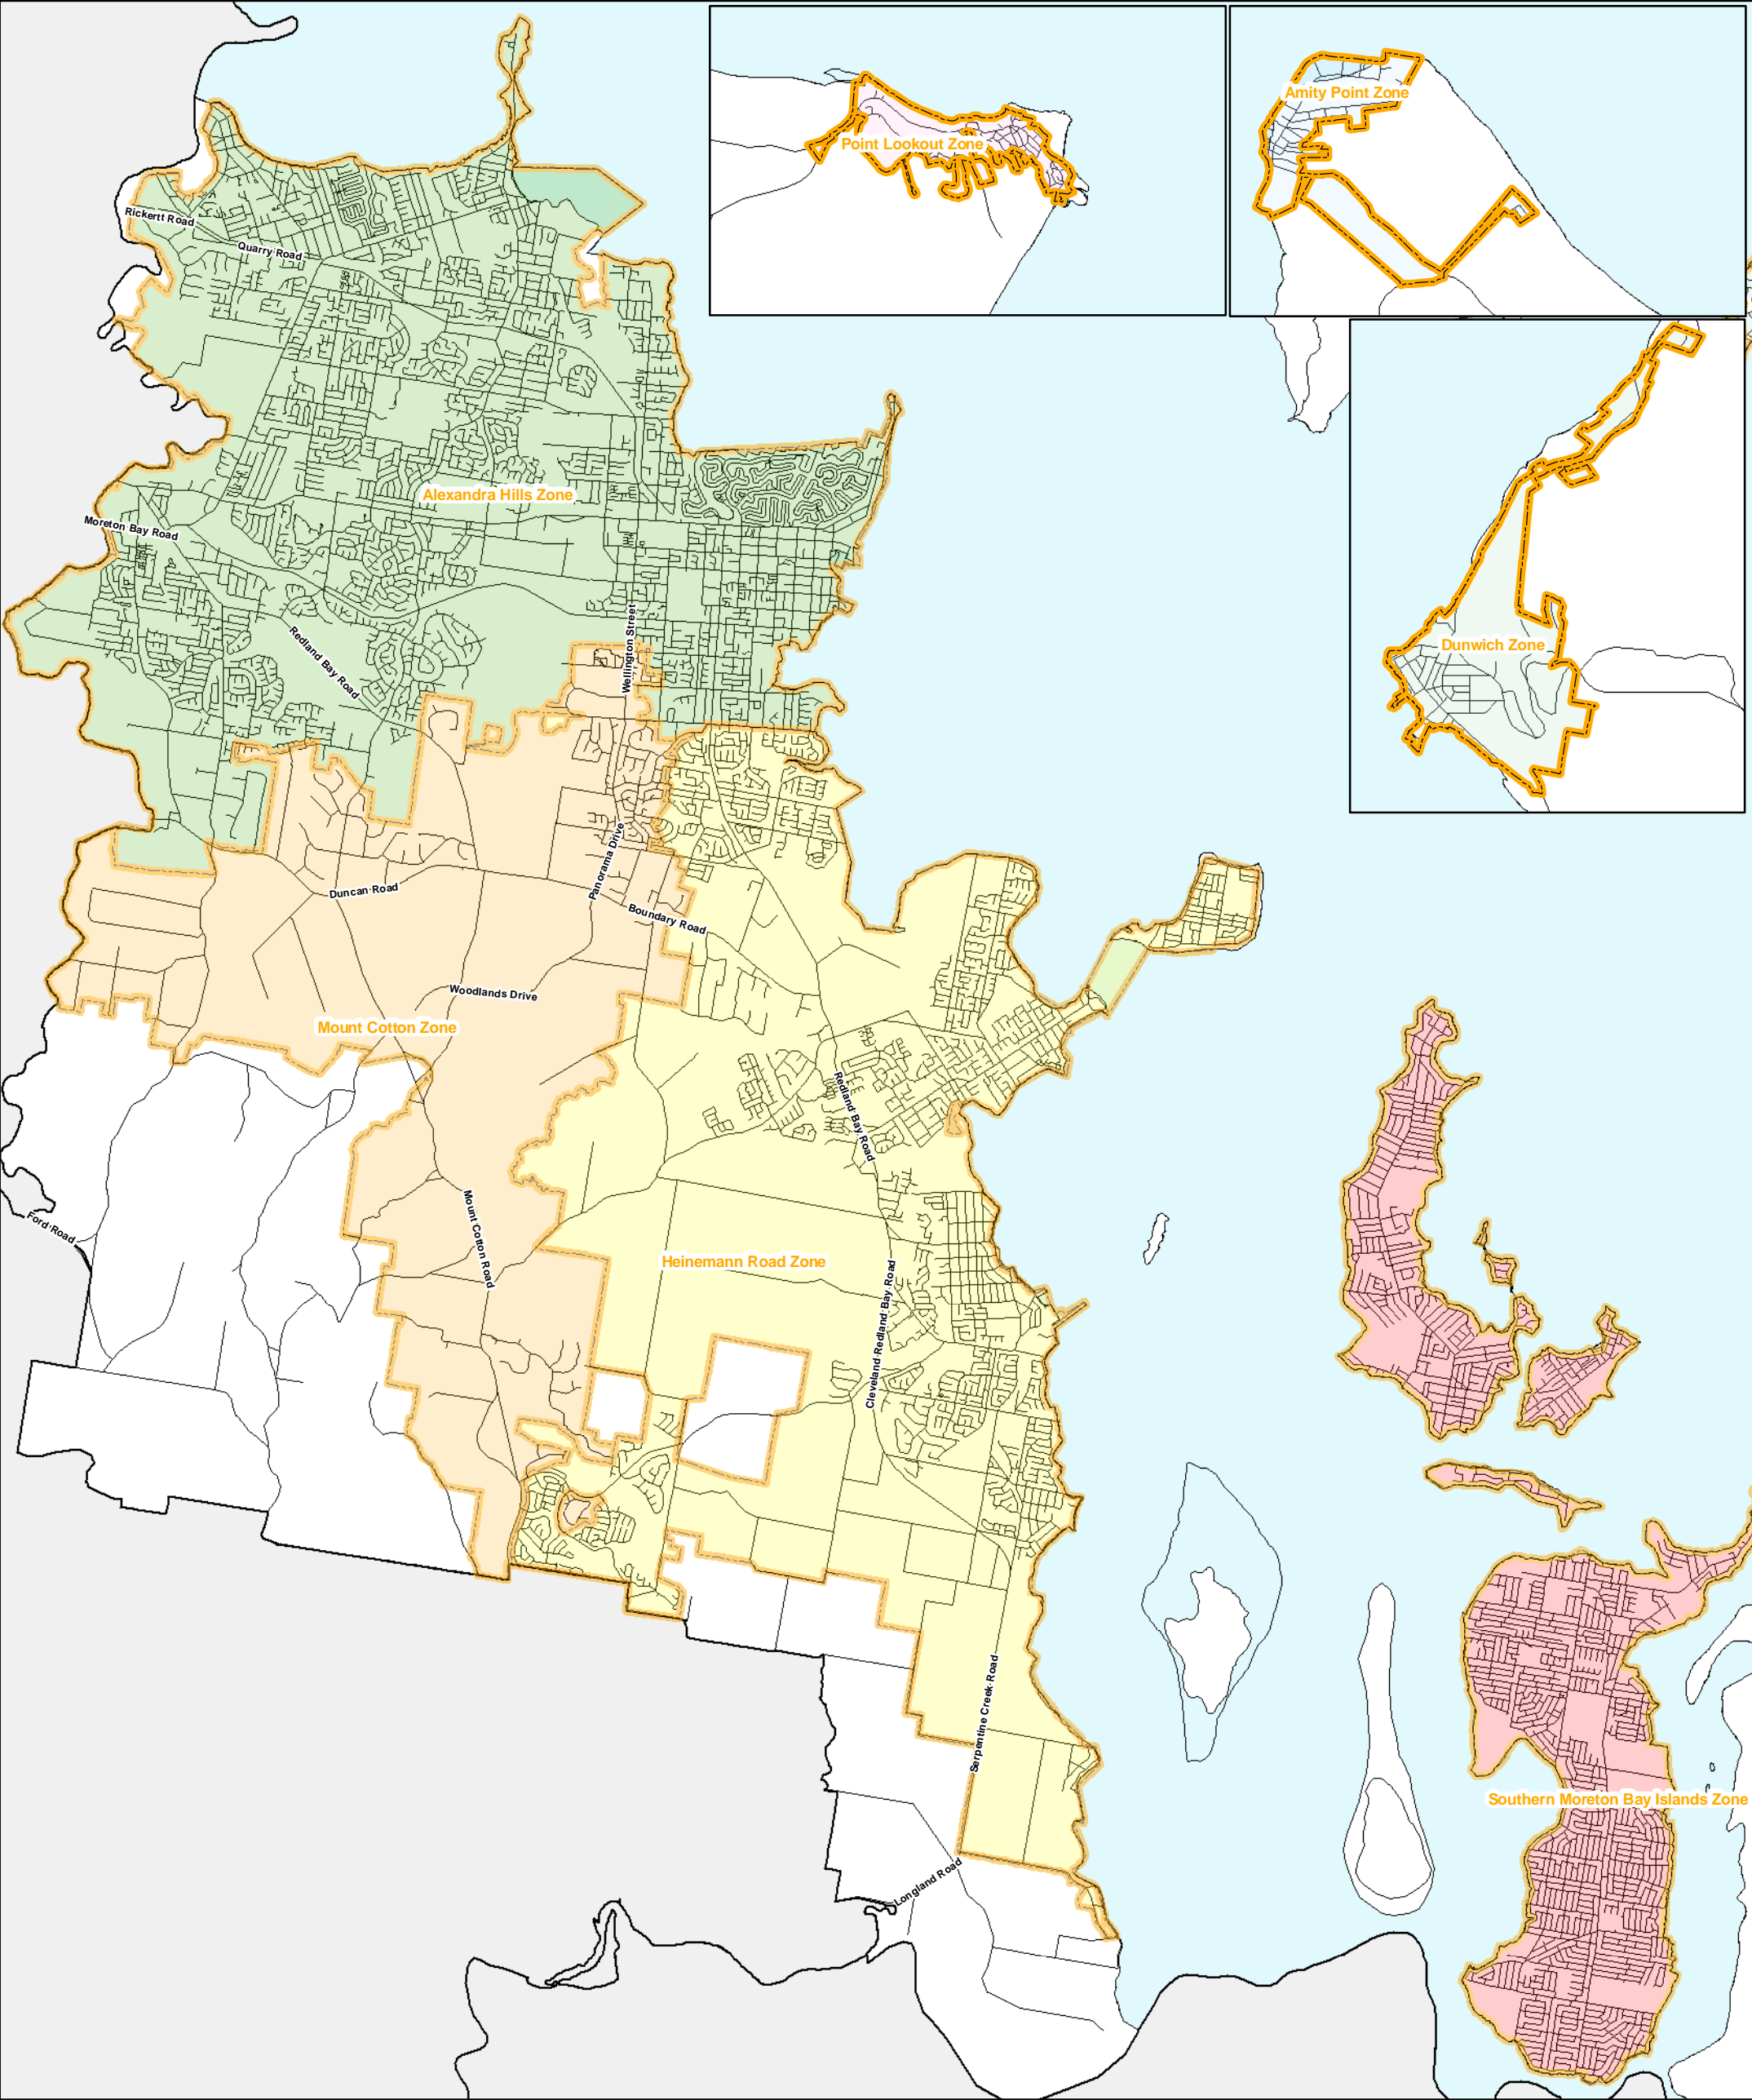 Amity Point Zone
Point Lookout Zone
Rickertt Road
Quarry Road
Alexandra Hills Zone
Moreton Bay Road
Redland Bay Road
Wellington Street
Dunwich Zone
Panorama Drive
Duncan Road
Boundary Road
Woodlands Drive
Mount Cotton Zone
Redland Bay Road
Ford Road
Mount Cotton Road
Heinemann Road Zone
Cleveland Redland Bay Road
Serpentine Creek Road
Southern Moreton Bay Islands Zone
Longland Road